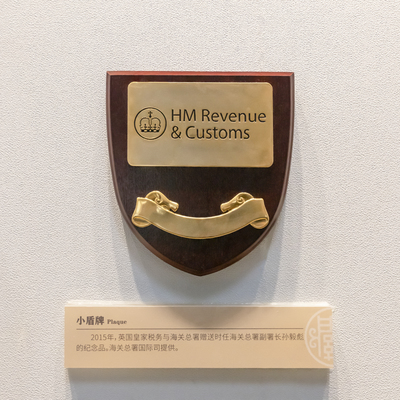 HM Revenue
& Customs
小盾牌 Plaque
2015年，英国皇家税务与海关总署赠送时任海关总署副署长孙毅彪
的纪念品。海关总署国际司提供。